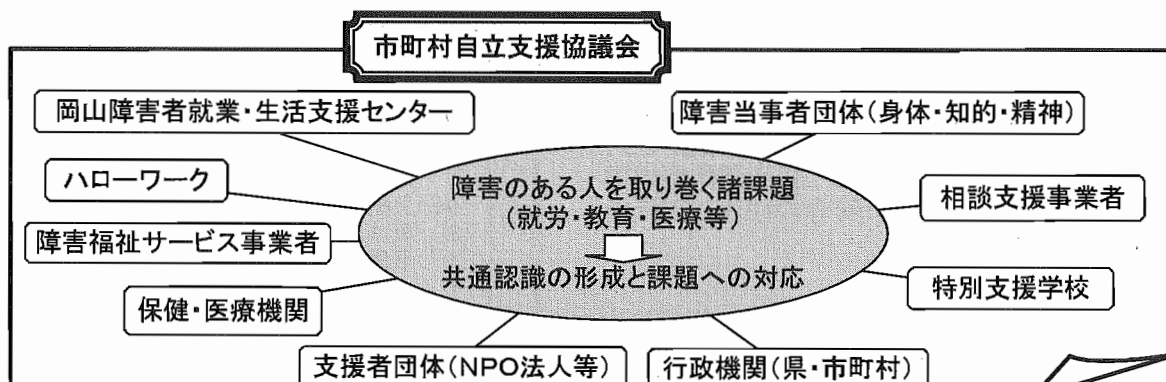 市町村自立支援協議会
岡山障害者就業・生活支援センター
障害当事者団体(身体・知的・精神)
ハローワーク
障害のある人を取り巻く諸課題
(就労・教育・医療等)
相談支援事業者
障害福祉サービス事業者
共通認識の形成と課題への対応
特別支援学校
保健・医療機関
支援者団体(NPO法人等)
行政機関(県・市町村)